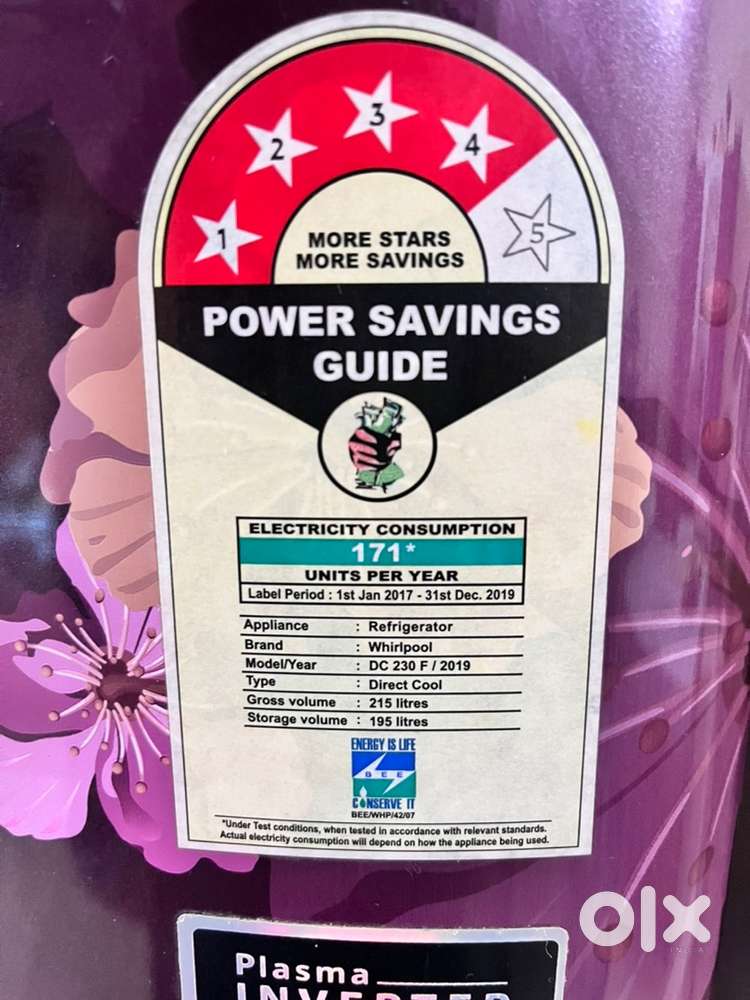 1 2 3 4 5
MORE STARS
MORE SAVINGS
POWER SAVINGS
GUIDE
ELECTRICITY CONSUMPTION
171*
UNITS PER YEAR
Label Period : 1st Jan 2017 - 31st Dec. 2019
Appliance : Refrigerator
Brand : Whirlpool
Model/Year : DC 230 F / 2019
Type : Direct Cool
Gross volume : 215 litres
Storage volume : 195 litres
ENERGY IS LIFE
BEE
CONSERVE IT
BEE/WHP/42/07
*Under Test conditions, when tested in accordance with relevant standards.
Actual electricity consumption will depend on how the appliance being used.
olx
INDIA
Plasma
INVERTER